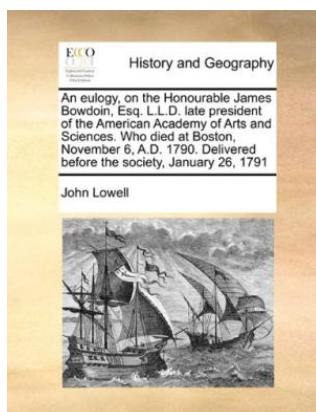 ECCO
History and Geography
An eulogy, on the Honourable James
Bowdoin, Esq. L.L.D. late president
of the American Academy of Arts and
Sciences. Who died at Boston,
November 6, A.D. 1790. Delivered
before the society, January 26, 1791
John Lowell